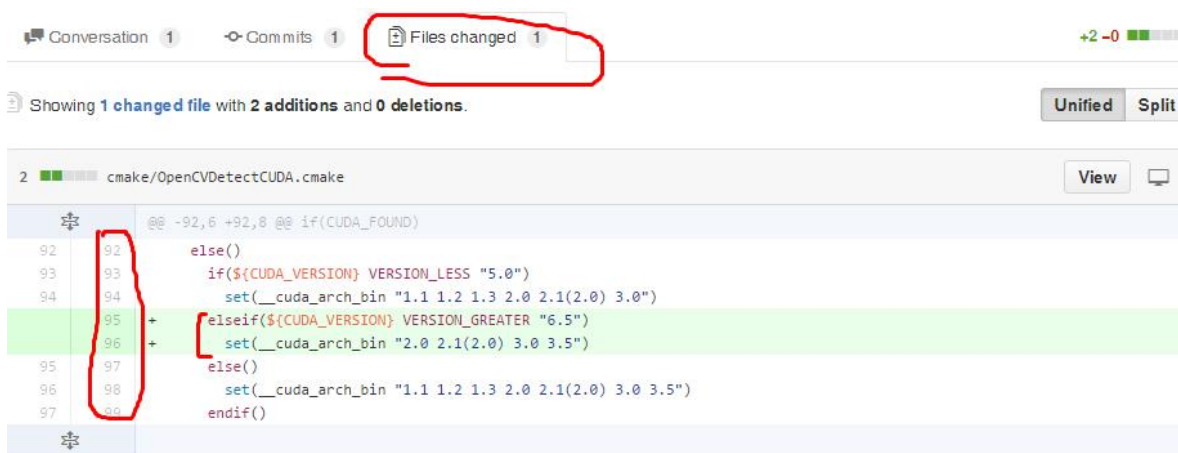 Conversation 1 Commits 1 Files changed 1 +2 −0
Showing 1 changed file with 2 additions and 0 deletions. Unified Split
2 cmake/OpenCVDetectCUDA.cmake View
@@ -92,6 +92,8 @@ if(CUDA_FOUND)
92 92 else()
93 93 if(${CUDA_VERSION} VERSION_LESS "5.0")
94 94 set(__cuda_arch_bin "1.1 1.2 1.3 2.0 2.1(2.0) 3.0")
95 + elseif(${CUDA_VERSION} VERSION_GREATER "6.5")
96 + set(__cuda_arch_bin "2.0 2.1(2.0) 3.0 3.5")
95 97 else()
96 98 set(__cuda_arch_bin "1.1 1.2 1.3 2.0 2.1(2.0) 3.0 3.5")
97 99 endif()